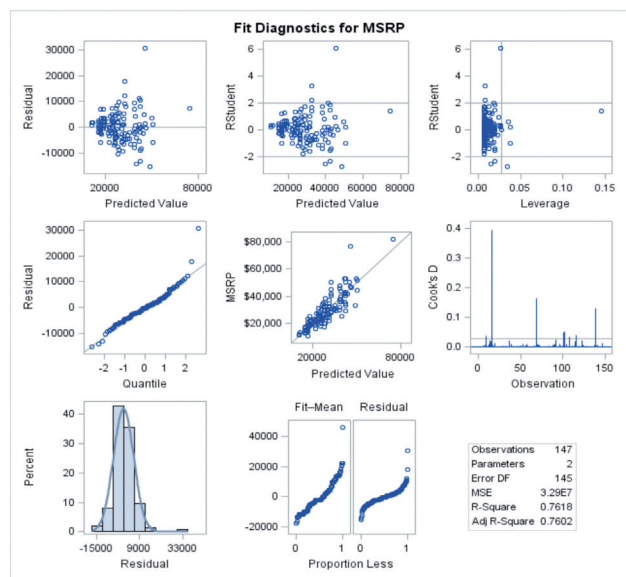 Fit Diagnostics for MSRP
30000
20000
10000
0
-10000
Residual
20000 80000
Predicted Value
6
4
2
0
-2
RStudent
20000 40000 60000 80000
Predicted Value
6
4
2
0
-2
RStudent
0.00 0.05 0.10 0.15
Leverage
30000
20000
10000
0
-10000
Residual
-2 -1 0 1 2
Quantile
$80,000
$60,000
$40,000
$20,000
MSRP
20000 80000
Predicted Value
0.4
0.3
0.2
0.1
0.0
Cook's D
0 50 100 150
Observation
40
30
20
10
0
Percent
-15000 9000 33000
Residual
Fit–Mean Residual
40000
20000
0
-20000
0 1 0 1
Proportion Less
Observations 147
Parameters 2
Error DF 145
MSE 3.29E7
R-Square 0.7618
Adj R-Square 0.7602